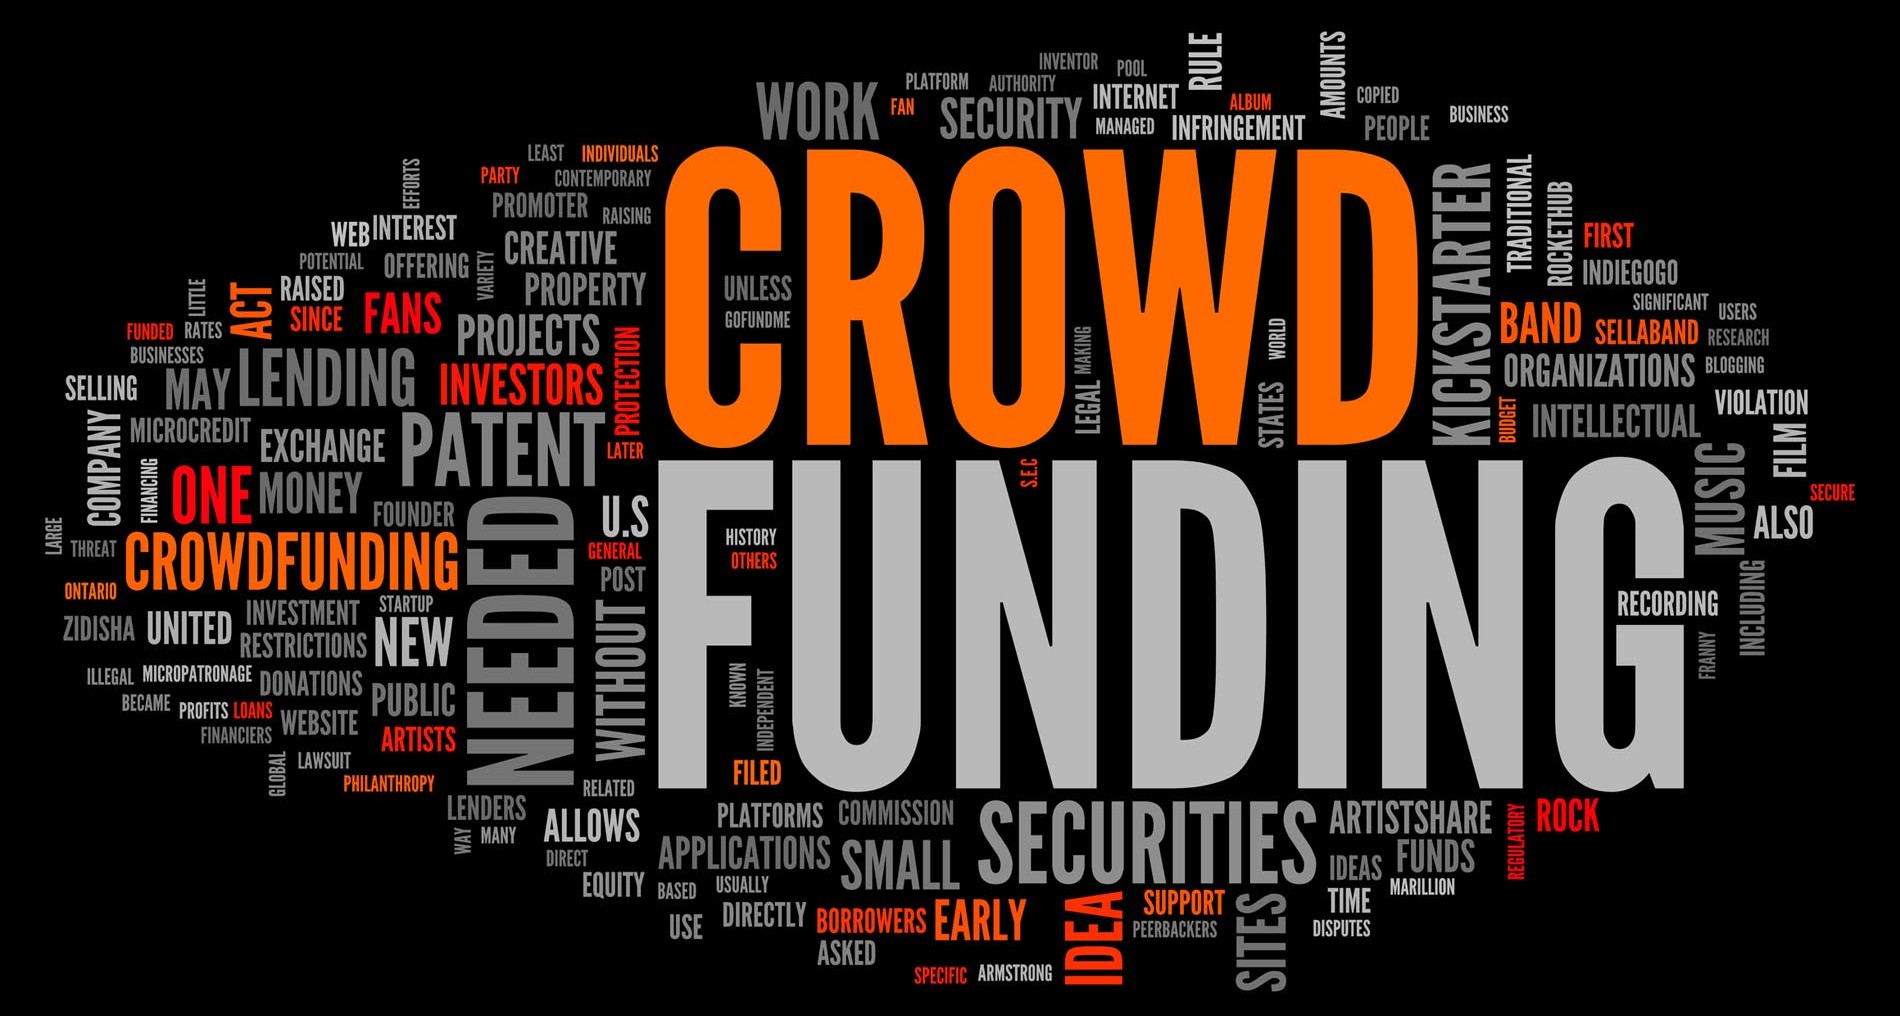 RULE
AMOUNTS
INVENTOR
POOL
PLATFORM
AUTHORITY
WORK
FAN
SECURITY
INTERNET
ALBUM
COPIED
MANAGED
INFRINGEMENT
PEOPLE
BUSINESS
LEAST
INDIVIDUALS
PARTY
CONTEMPORARY
EFFORTS
PROMOTER
RAISING
WEB
INTEREST
CREATIVE
POTENTIAL
OFFERING
VARIETY
PROPERTY
LITTLE
ACT
RAISED
SINCE
FANS
PROJECTS
FUNDED
RATES
BUSINESSES
LENDING
INVESTORS
PROTECTION
SELLING
MAY
MICROCREDIT
EXCHANGE
PATENT
LATER
COMPANY
FINANCING
ONE
MONEY
FOUNDER
CROWD
UNLESS
GOFUNDME
MAKING
LEGAL
WORLD
STATES
KICKSTARTER
TRADITIONAL
ROCKETHUB
FIRST
INDIEGOGO
SIGNIFICANT
USERS
BAND
SELLABAND
RESEARCH
ORGANIZATIONS
BLOGGING
BUDGET
INTELLECTUAL
VIOLATION
FILM
MUSIC
SECURE
ALSO
LARGE
THREAT
CROWDFUNDING
NEEDED
U.S
GENERAL
POST
ONTARIO
ZIDISHA
UNITED
INVESTMENT
STARTUP
RESTRICTIONS
NEW
WITHOUT
ILLEGAL
MICROPATRONAGE
DONATIONS
PUBLIC
BECAME
PROFITS
LOANS
WEBSITE
FINANCIERS
ARTISTS
GLOBAL
LAWSUIT
PHILANTHROPY
FUNDING
S.E.C
HISTORY
OTHERS
KNOWN
INDEPENDENT
FILED
RECORDING
INCLUDING
FRANNY
RELATED
LENDERS
WAY
MANY
ALLOWS
DIRECT
EQUITY
PLATFORMS
COMMISSION
SECURITIES
ARTISTSHARE
REGULATORY
ROCK
APPLICATIONS
SMALL
IDEAS
FUNDS
BASED
USUALLY
MARILLION
USE
DIRECTLY
BORROWERS
EARLY
IDEA
SUPPORT
PEERBACKERS
SITES
TIME
DISPUTES
ASKED
SPECIFIC
ARMSTRONG